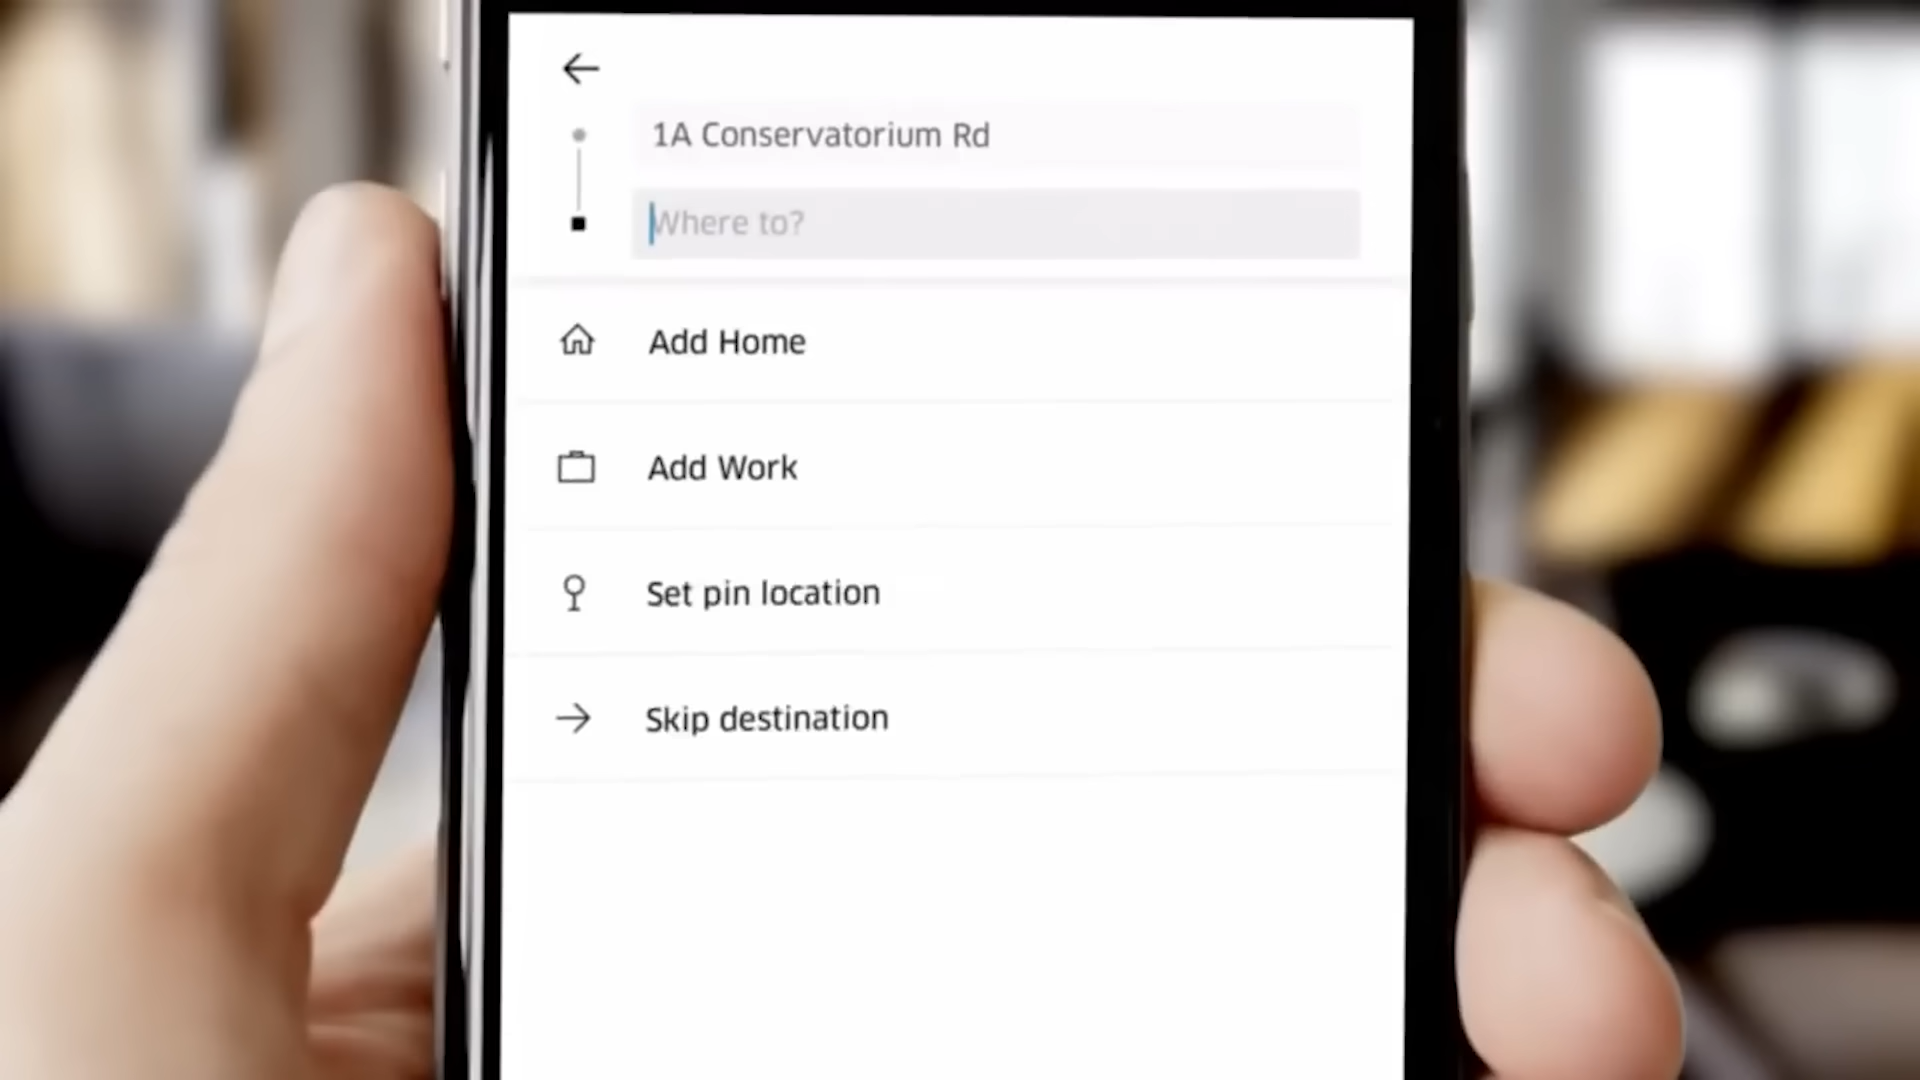 1A Conservatorium Rd
Where to?
Add Home
Add Work
Set pin location
Skip destination